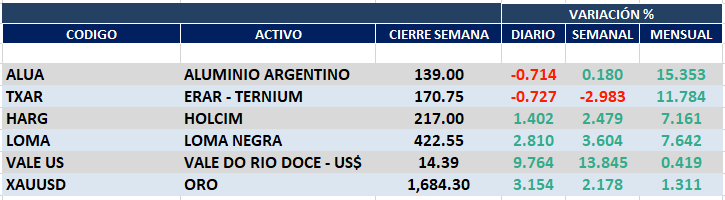 VARIACIÓN %
CODIGO ACTIVO CIERRE SEMANA DIARIO SEMANAL MENSUAL
ALUA ALUMINIO ARGENTINO 139.00 -0.714 0.180 15.353
TXAR ERAR - TERNIUM 170.75 -0.727 -2.983 11.784
HARG HOLCIM 217.00 1.402 2.479 7.161
LOMA LOMA NEGRA 422.55 2.810 3.604 7.642
VALE US VALE DO RIO DOCE - US$ 14.39 9.764 13.845 0.419
XAUUSD ORO 1,684.30 3.154 2.178 1.311